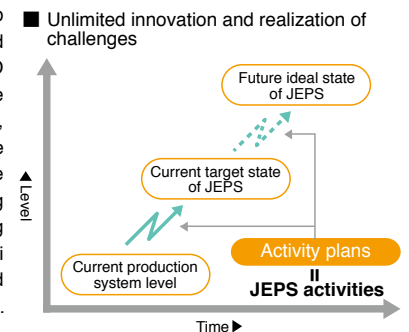 ■ Unlimited innovation and realization of
challenges
Future ideal state
of JEPS
Current target state
of JEPS
▲Level
Activity plans
=
JEPS activities
Current production
system level
Time▶